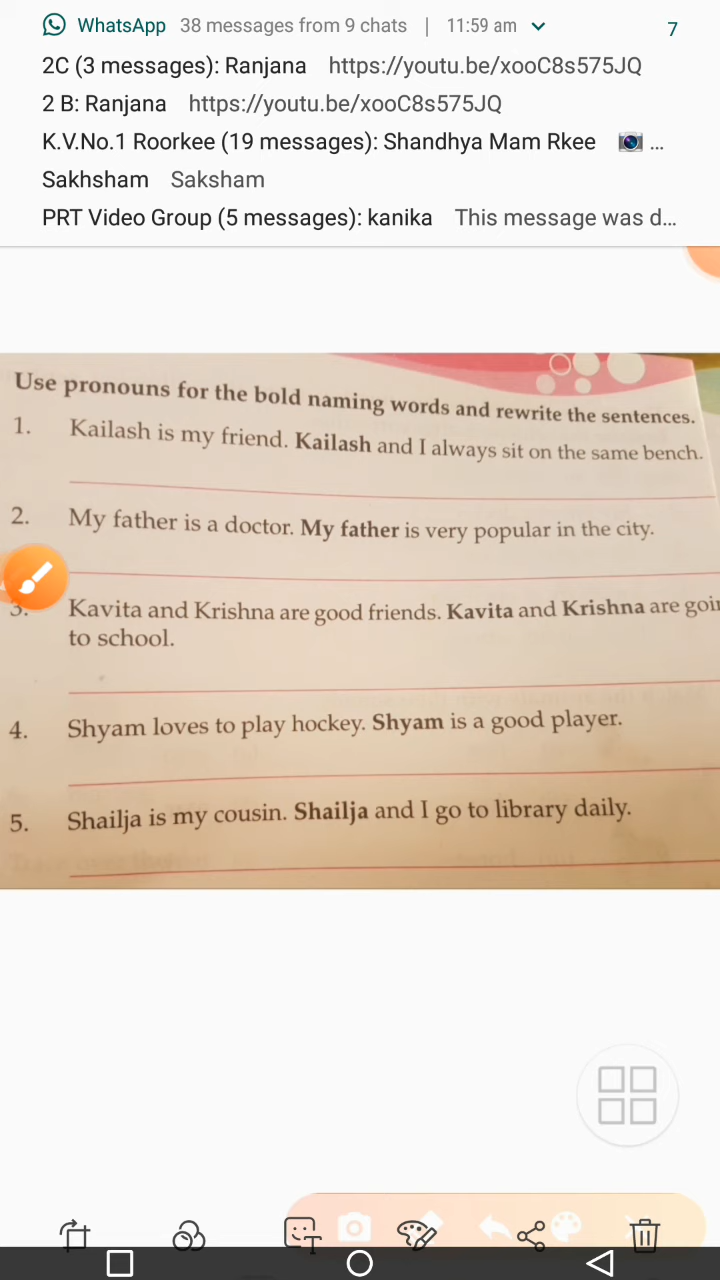 WhatsApp 38 messages from 9 chats | 11:59 am 7
2C (3 messages): Ranjana https://youtu.be/xooC8s575JQ
2 B: Ranjana https://youtu.be/xooC8s575JQ
K.V.No.1 Roorkee (19 messages): Shandhya Mam Rkee ...
Sakhsham Saksham
PRT Video Group (5 messages): kanika This message was d...
Use pronouns for the bold naming words and rewrite the sentences.
1. Kailash is my friend. Kailash and I always sit on the same bench.
2. My father is a doctor. My father is very popular in the city.
3. Kavita and Krishna are good friends. Kavita and Krishna are goin
to school.
4. Shyam loves to play hockey. Shyam is a good player.
5. Shailja is my cousin. Shailja and I go to library daily.